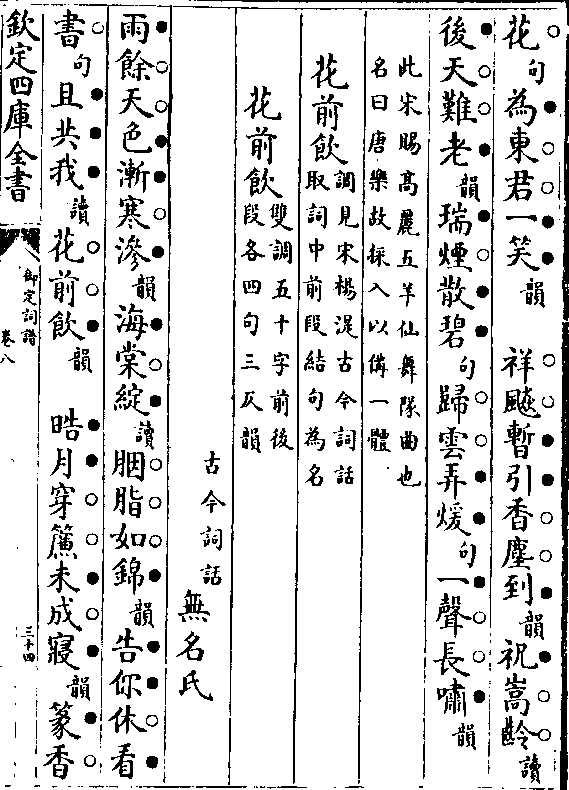 花句為東君一笑韻　祥飈暫引香塵到韻祝嵩齡讀
後天難老韻瑞煙散碧句歸雲弄煖句一聲長嘯韻
此宋賜髙麗五羊仙舞隊曲也
名曰唐樂故採入以備一體
花前飲調見宋楊湜古今詞話
取詞中前段結句為名
花前飲雙調五十字前後
段各四句三仄韻
古今詞話　無名氏
雨餘天色漸寒滲韻海棠綻讀胭脂如錦韻告你休看
書句且共我讀花前飲韻　晧月穿簾未成寢韻篆香
欽定四庫全書
御定詞譜
卷八
三十四